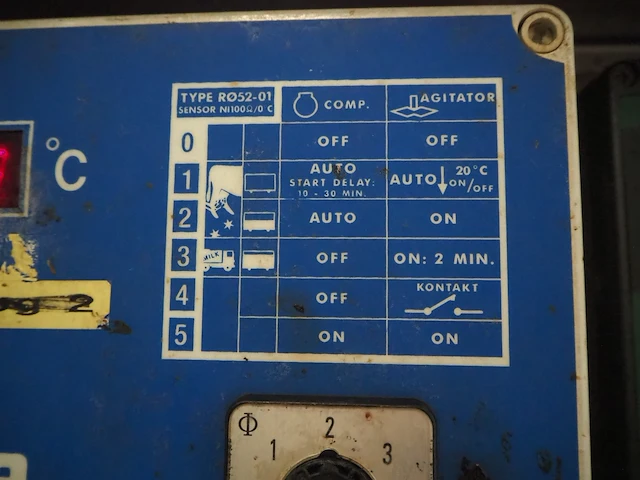 TYPE RØ52-01
SENSOR NI100Ω/0 C
COMP.
AGITATOR
°C
0 OFF OFF
1 AUTO
START DELAY:
10 - 30 MIN.
AUTO↓ 20°C
ON/OFF
2 AUTO ON
MILK
3 OFF ON: 2 MIN.
4 OFF KONTAKT
5 ON ON
Φ 1 2 3